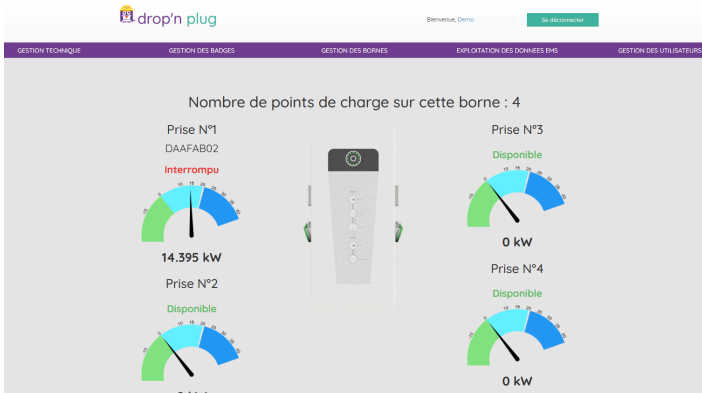 drop'n plug
Bienvenue, Demo
Se déconnecter
GESTION TECHNIQUE
GESTION DES BADGES
GESTION DES BORNES
EXPLOITATION DES DONNEES EMS
GESTION DES UTILISATEURS
Nombre de points de charge sur cette borne : 4
Prise N°1
DAAFAB02
Interrompu
14.395 kW
Prise N°2
Disponible
Prise N°3
Disponible
0 kW
Prise N°4
Disponible
0 kW